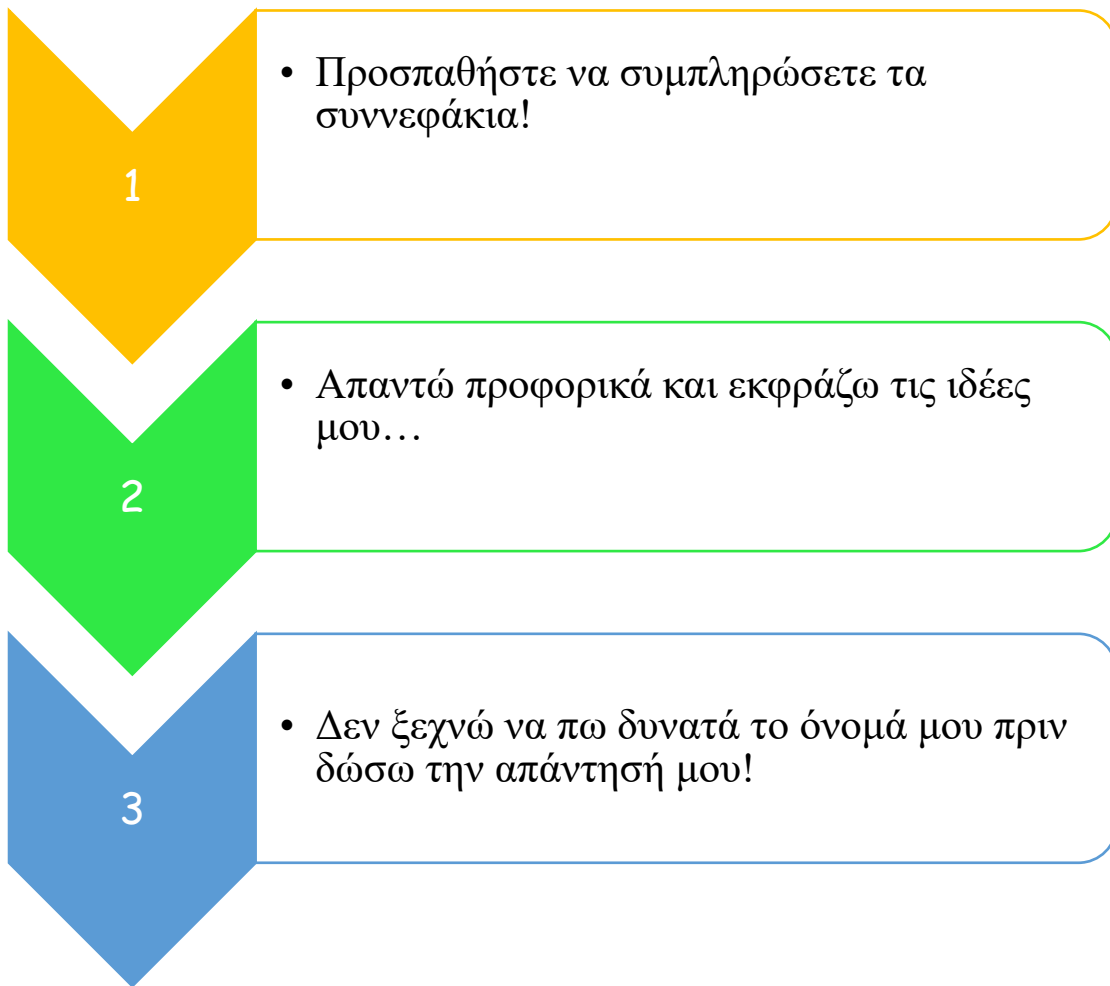 1
• Προσπαθήστε να συμπληρώσετε τα
συννεφάκια!
2
• Απαντώ προφορικά και εκφράζω τις ιδέες
μου…
3
• Δεν ξεχνώ να πω δυνατά το όνομά μου πριν
δώσω την απάντησή μου!